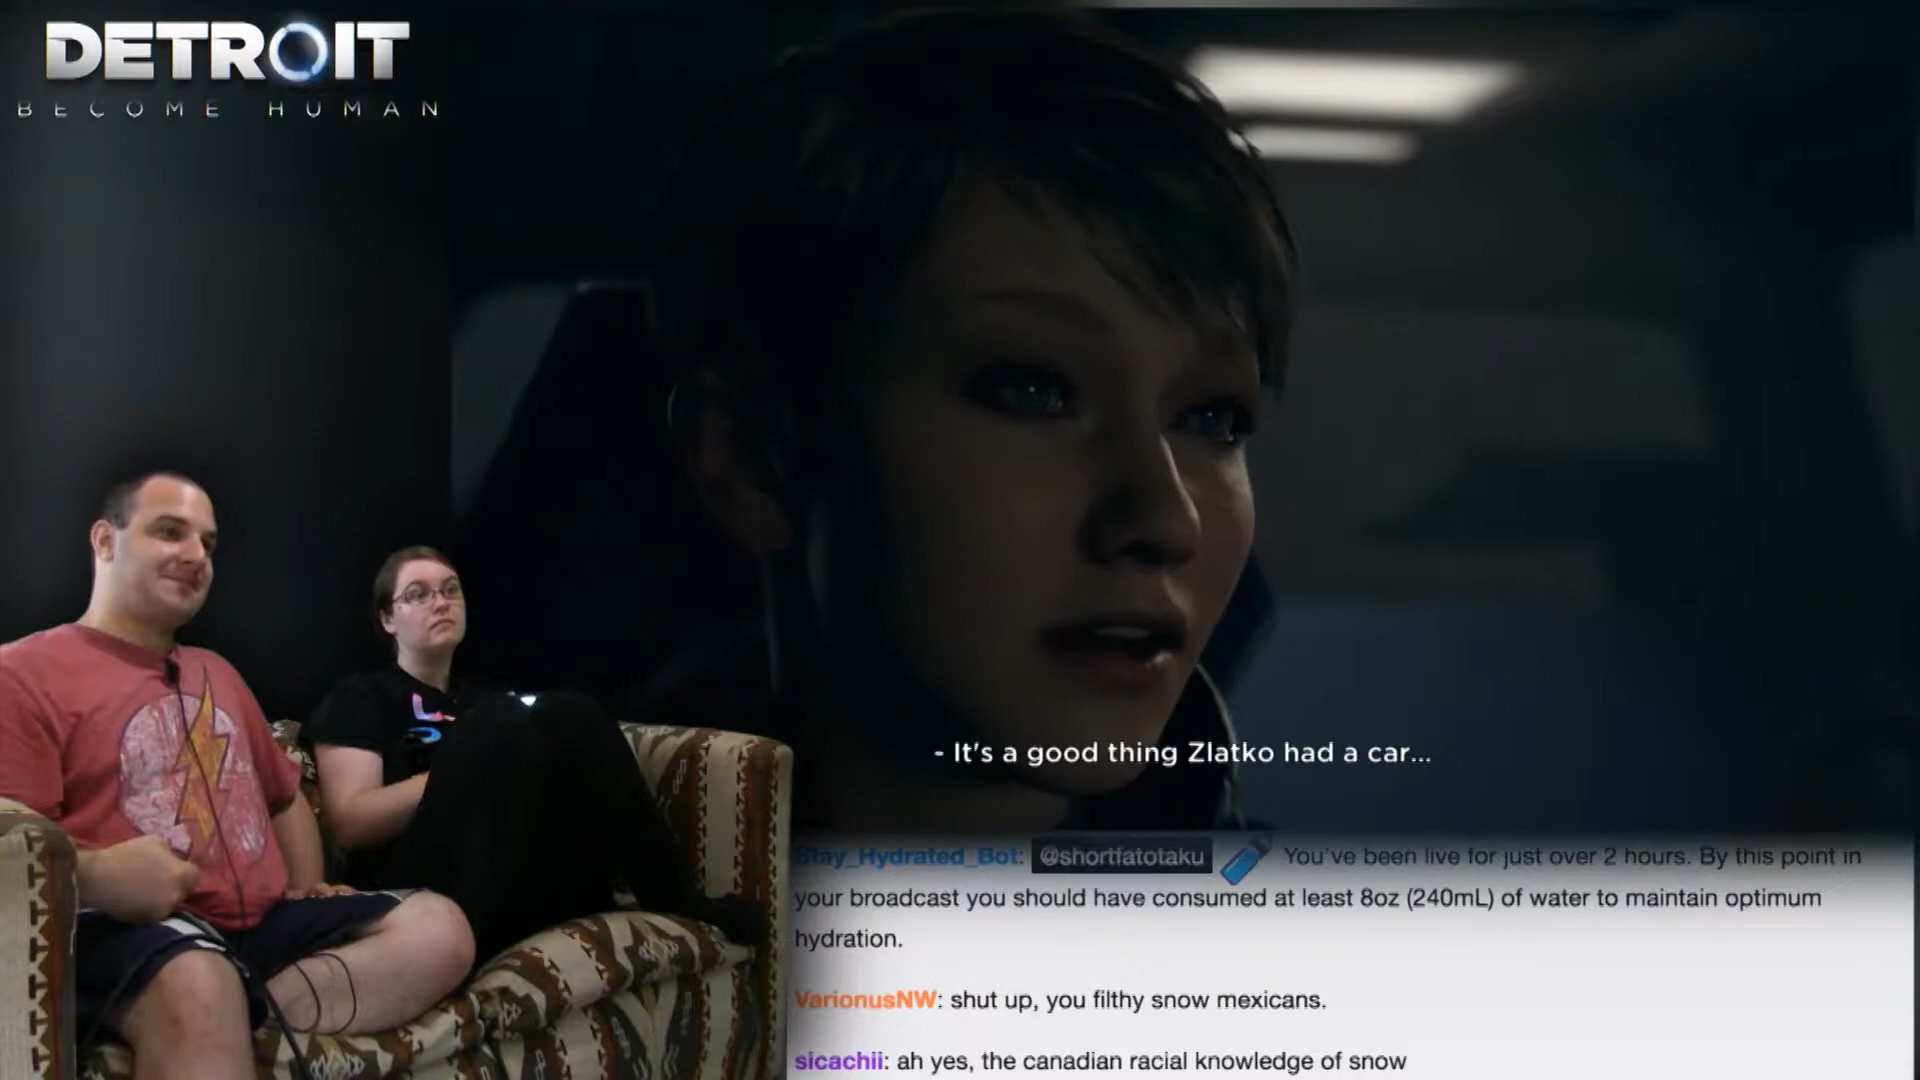 DETROIT
BECOME HUMAN
- It's a good thing Zlatko had a car...
Stay_Hydrated_Bot: @shortfatotaku You've been live for just over 2 hours. By this point in
your broadcast you should have consumed at least 8oz (240mL) of water to maintain optimum
hydration.
VarionusNW: shut up, you filthy snow mexicans.
sicachii: ah yes, the canadian racial knowledge of snow